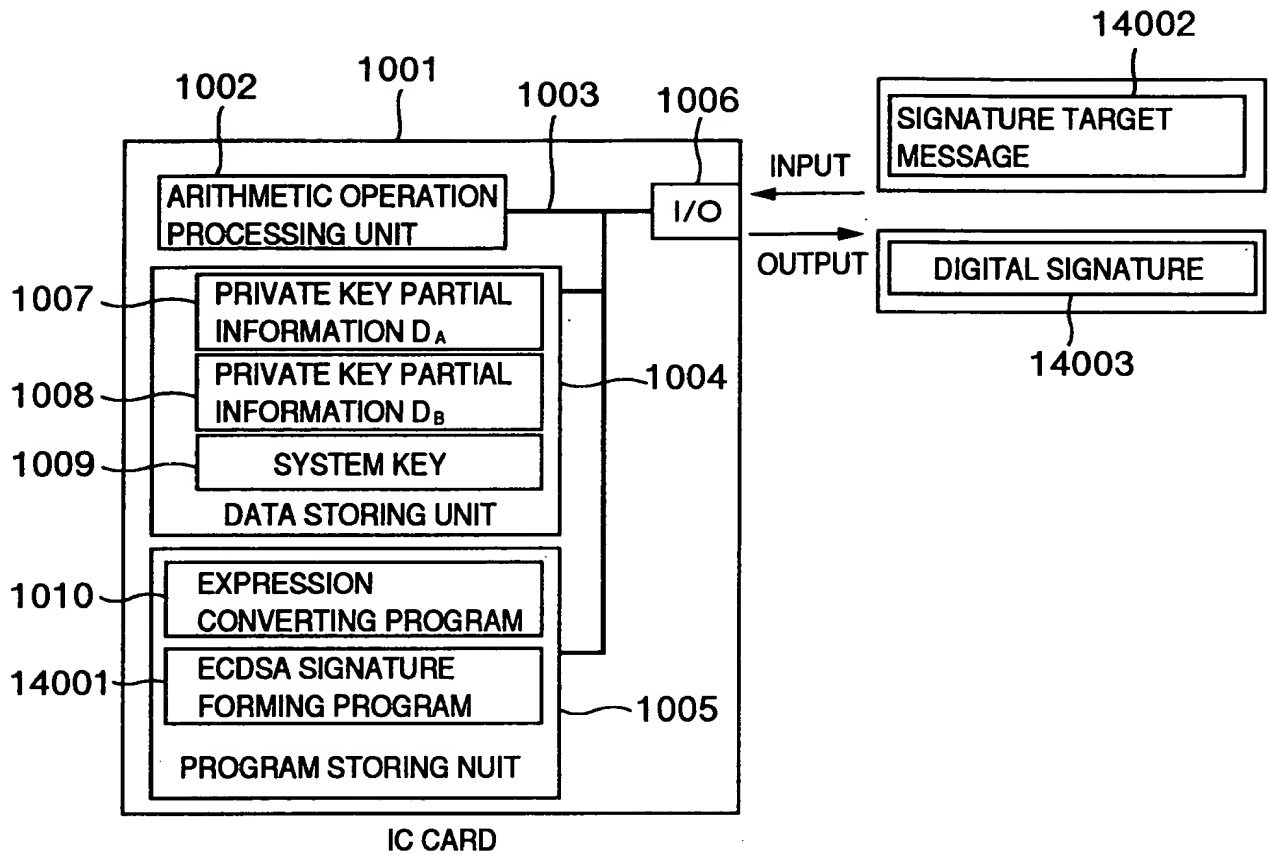 14002
1001
1002
1003
1006
SIGNATURE TARGET
MESSAGE
INPUT
ARITHMETIC OPERATION
PROCESSING UNIT
I/O
OUTPUT
DIGITAL SIGNATURE
14003
1007
PRIVATE KEY PARTIAL
INFORMATION DA
1004
1008
PRIVATE KEY PARTIAL
INFORMATION DB
1009
SYSTEM KEY
DATA STORING UNIT
1010
EXPRESSION
CONVERTING PROGRAM
14001
ECDSA SIGNATURE
FORMING PROGRAM
1005
PROGRAM STORING NUIT
IC CARD